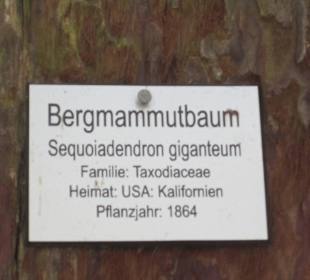 Bergmammutbaum
Sequoiadendron giganteum
Familie: Taxodiaceae
Heimat: USA: Kalifornien
Pflanzjahr: 1864